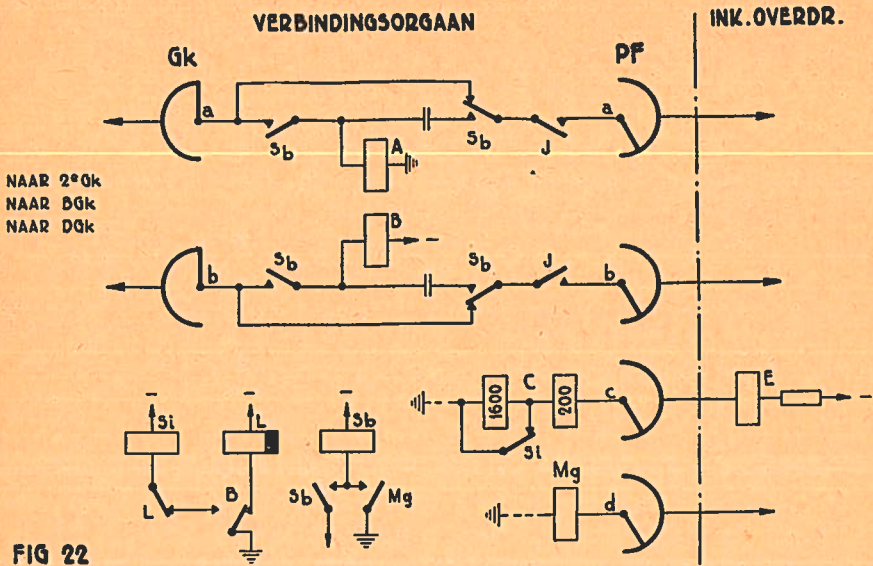 VERBINDINGSORGAAN
INK.OVERDR.
Gk
PF
a
Sb
A
Sb
J
a
NAAR 2e Gk
NAAR BGk
NAAR DGk
B
-
b
Sb
Sb
J
b
-
-
-
Si
L
Sb
L
B
Sb
Mg
1600
C
200
c
E
-
Si
Mg
d
FIG 22